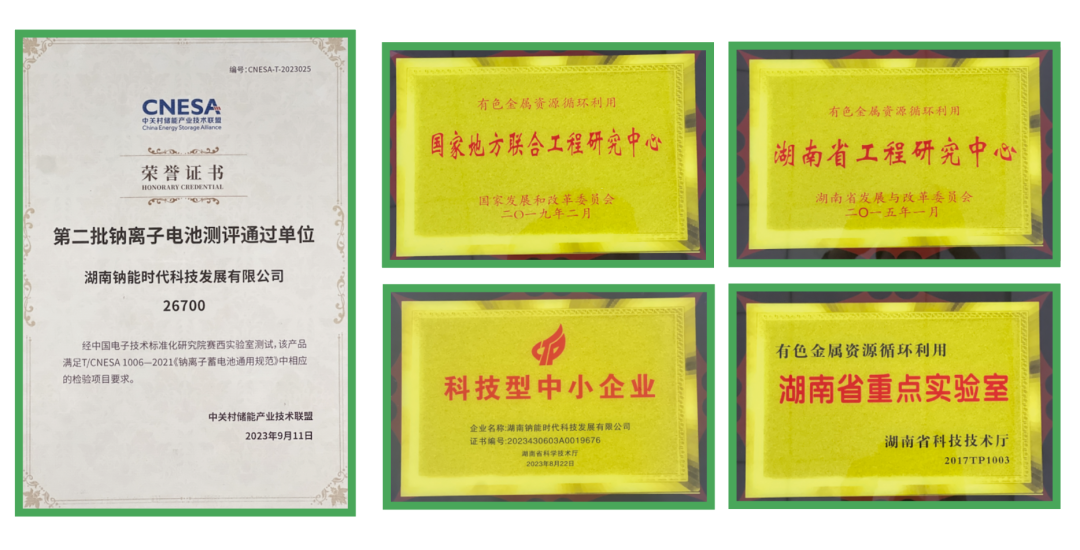 编号:CNESA-T-2023025
CNESA
中关村储能产业技术联盟
China Energy Storage Alliance
荣誉证书
HONORARY CREDENTIAL
第二批钠离子电池测评通过单位
湖南钠能时代科技发展有限公司
26700
经中国电子技术标准化研究院赛西实验室测试,该产品
满足T/CNESA 1006—2021《钠离子蓄电池通用规范》中相应
的检验项目要求。
中关村储能产业技术联盟
2023年9月11日
有色金属资源循环利用
国家地方联合工程研究中心
国家发展和改革委员会
二〇一九年二月
有色金属资源循环利用
湖南省工程研究中心
湖南省发展与改革委员会
二〇一五年一月
科技型中小企业
企业名称:湖南钠能时代科技发展有限公司
证书编号:2023430603A0019676
湖南省科学技术厅
2023年8月22日
有色金属资源循环利用
湖南省重点实验室
湖南省科技技术厅
2017TP1003